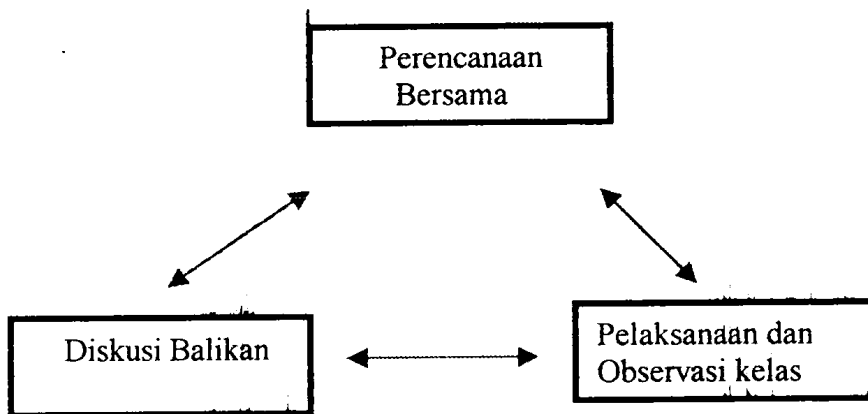 Perencanaan
Bersama
Diskusi Balikan
Pelaksanaan dan
Observasi kelas